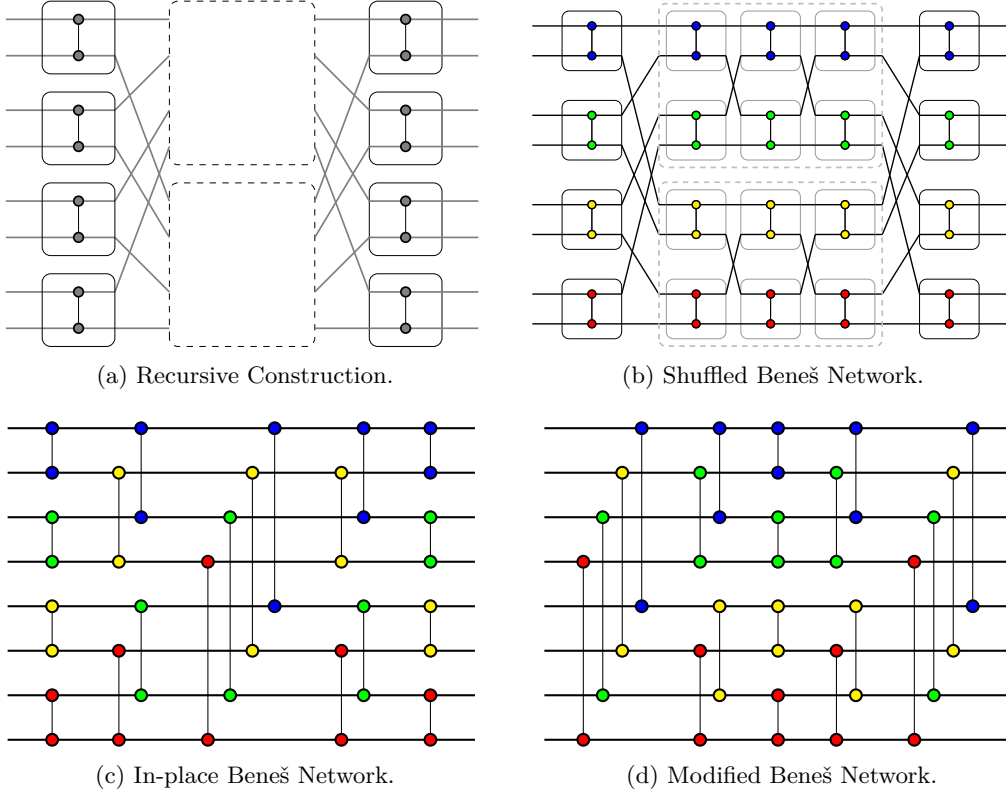 (a) Recursive Construction.
(b) Shuffled Beneš Network.
(c) In-place Beneš Network.
(d) Modified Beneš Network.